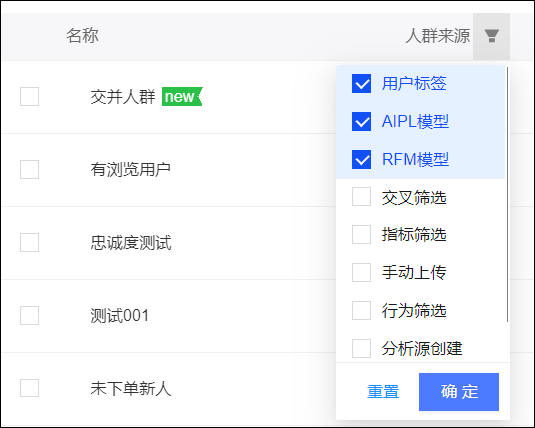 名称 人群来源
交并人群 new
有浏览用户
忠诚度测试
测试001
未下单新人
用户标签
AIPL模型
RFM模型
交叉筛选
指标筛选
手动上传
行为筛选
分析源创建
重置 确定